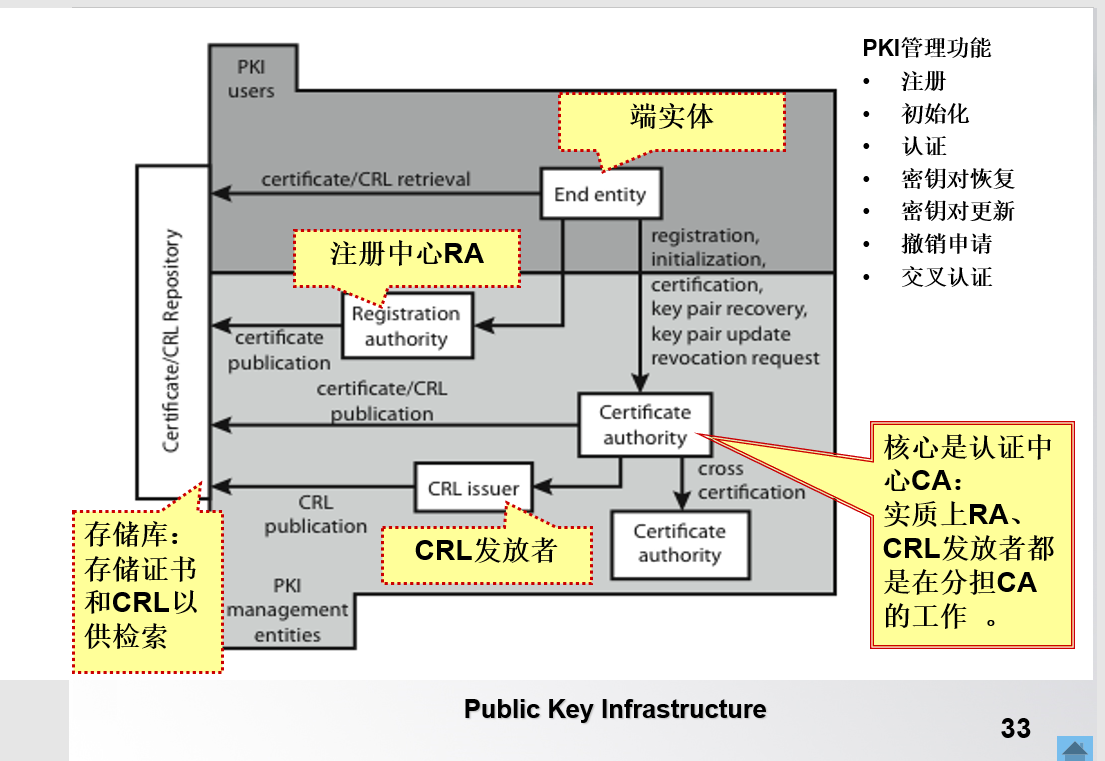 PKI
users
端实体
certificate/CRL retrieval
End entity
注册中心RA
registration,
initialization,
certification,
key pair recovery,
key pair update
revocation request
Registration
authority
certificate
publication
Certificate/CRL Repository
certificate/CRL
publication
Certificate
authority
cross
certification
CRL issuer
CRL
publication
Certificate
authority
CRL发放者
存储库：
存储证书
和CRL以
供检索
PKI
management
entities
PKI管理功能
• 注册
• 初始化
• 认证
• 密钥对恢复
• 密钥对更新
• 撤销申请
• 交叉认证
核心是认证中
心CA：
实质上RA、
CRL发放者都
是在分担CA
的工作 。
Public Key Infrastructure
33